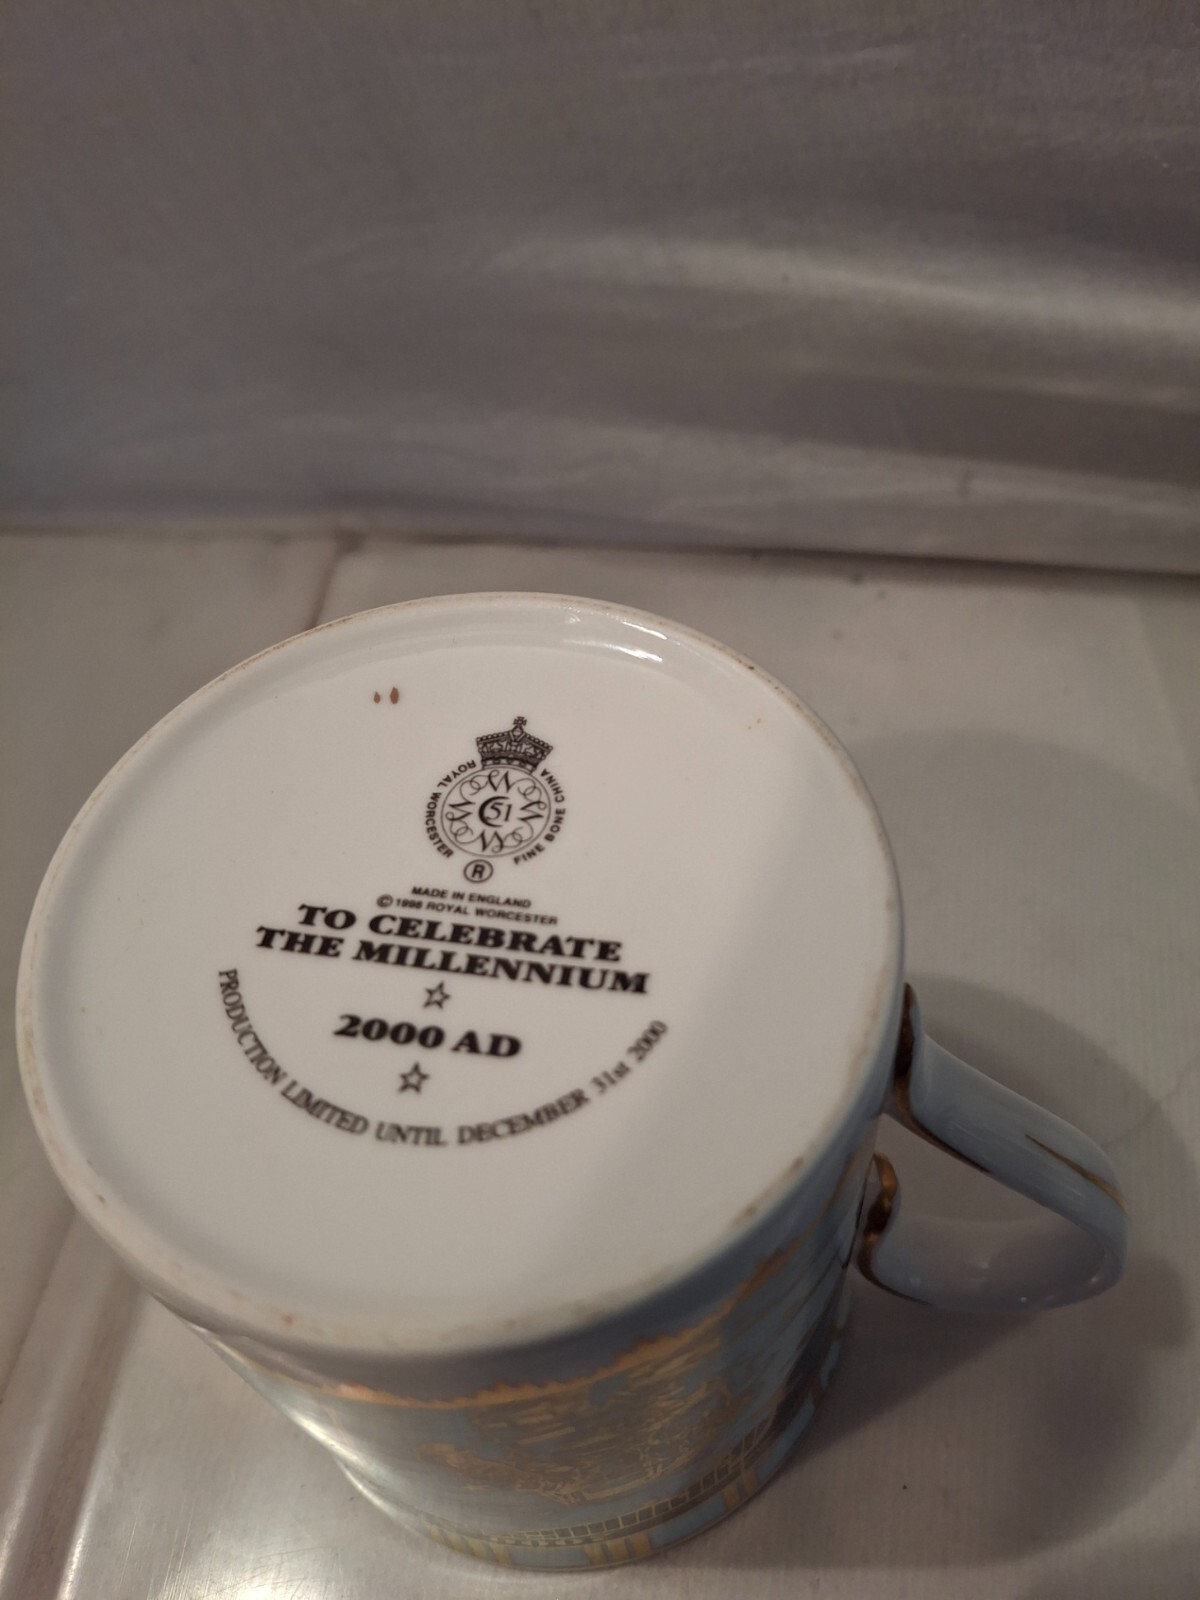 ROYAL WORCESTER
FINE BONE CHINA
51
®
MADE IN ENGLAND
© 1998 ROYAL WORCESTER
TO CELEBRATE
THE MILLENNIUM
2000 AD
PRODUCTION LIMITED UNTIL DECEMBER 31st 2000